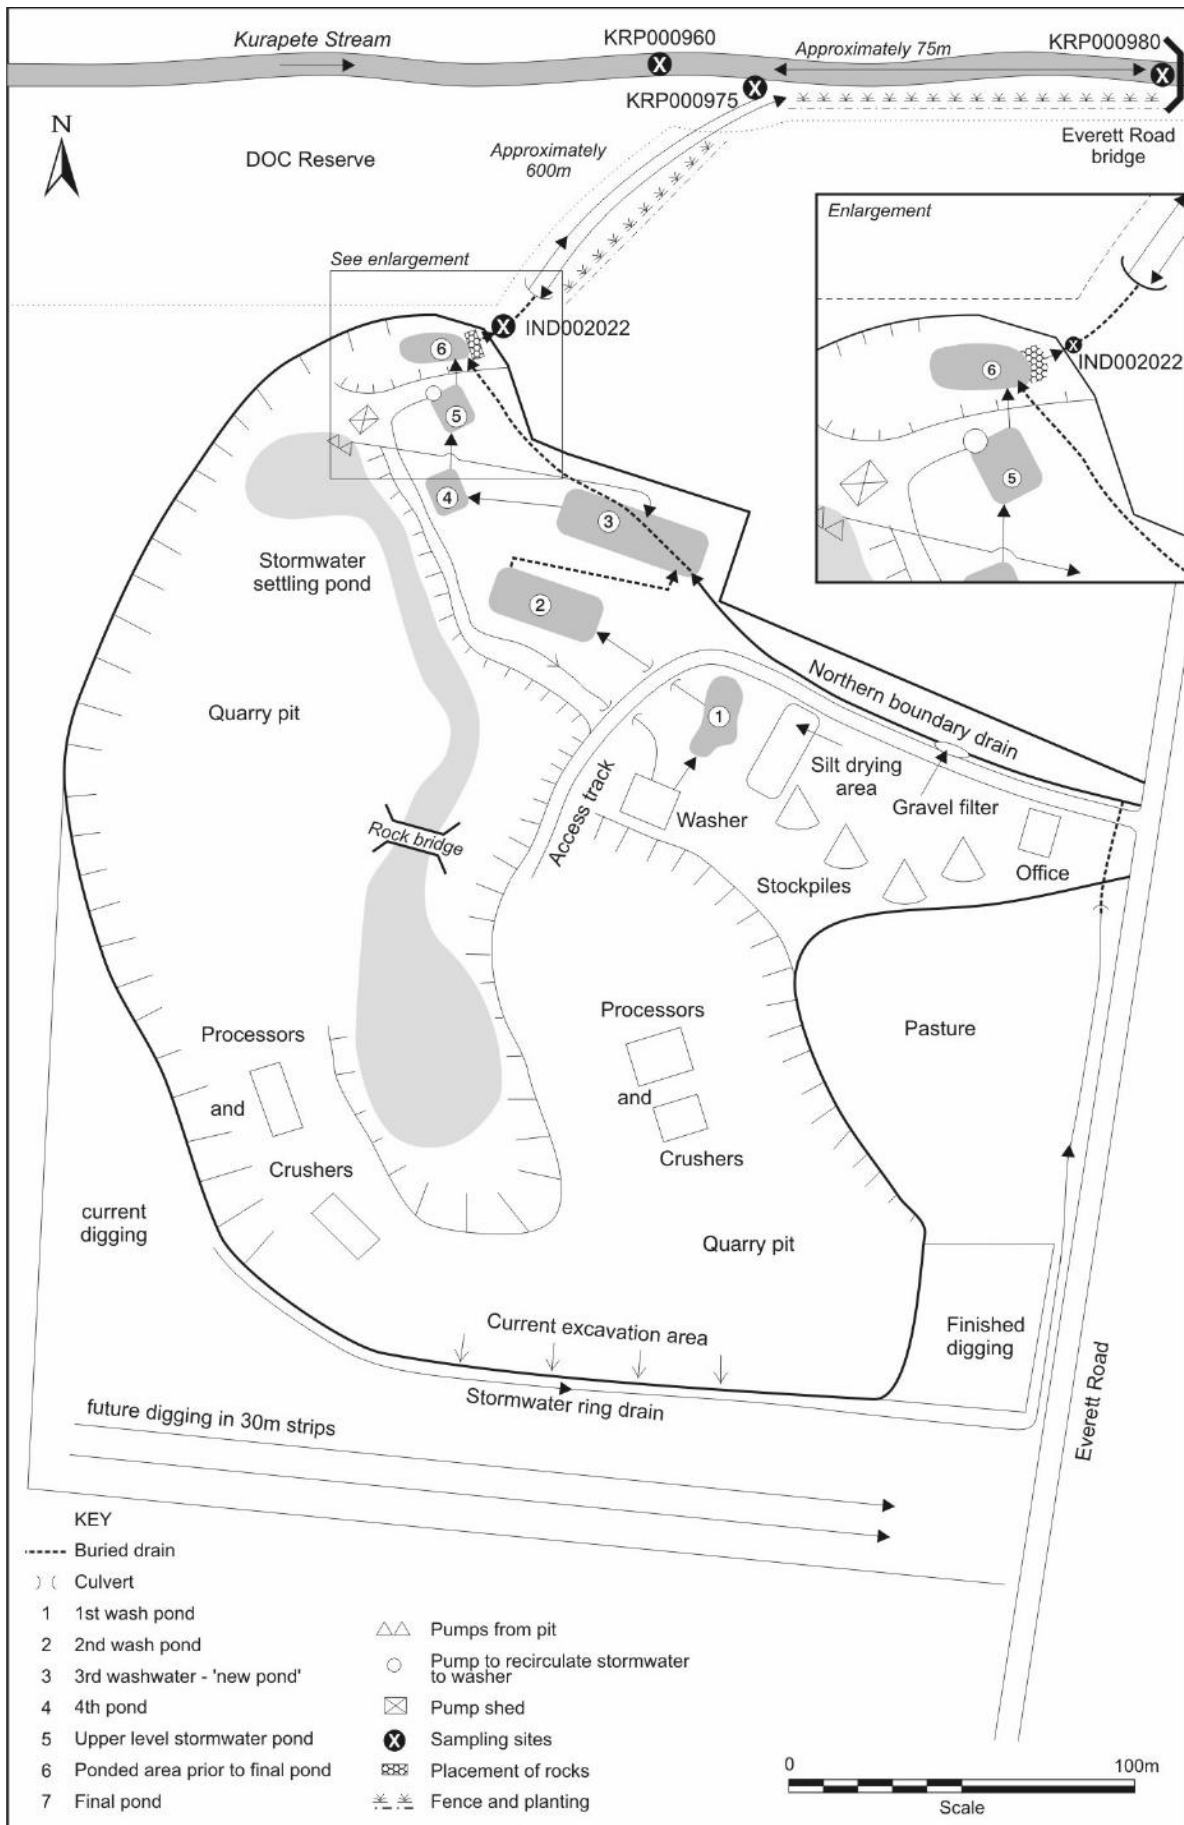 Kurapete Stream
KRP000960
Approximately 75m
KRP000980
X
X
X
KRP000975
N
DOC Reserve
Approximately
600m
Everett Road
bridge
Enlargement
See enlargement
X
IND002022
X
IND002022
6
6
5
5
4
3
Stormwater
settling pond
2
Northern boundary drain
Quarry pit
1
Silt drying
area
Gravel filter
Access track
Washer
Rock bridge
Office
Stockpiles
Processors
and
Crushers
Processors
and
Crushers
Pasture
current
digging
Quarry pit
Current excavation area
Finished
digging
Stormwater ring drain
Everett Road
future digging in 30m strips
KEY
Buried drain
Culvert
1 1st wash pond
2 2nd wash pond
3 3rd washwater - 'new pond'
4 4th pond
5 Upper level stormwater pond
6 Ponded area prior to final pond
7 Final pond
Pumps from pit
Pump to recirculate stormwater
to washer
Pump shed
X Sampling sites
Placement of rocks
Fence and planting
0 100m
Scale